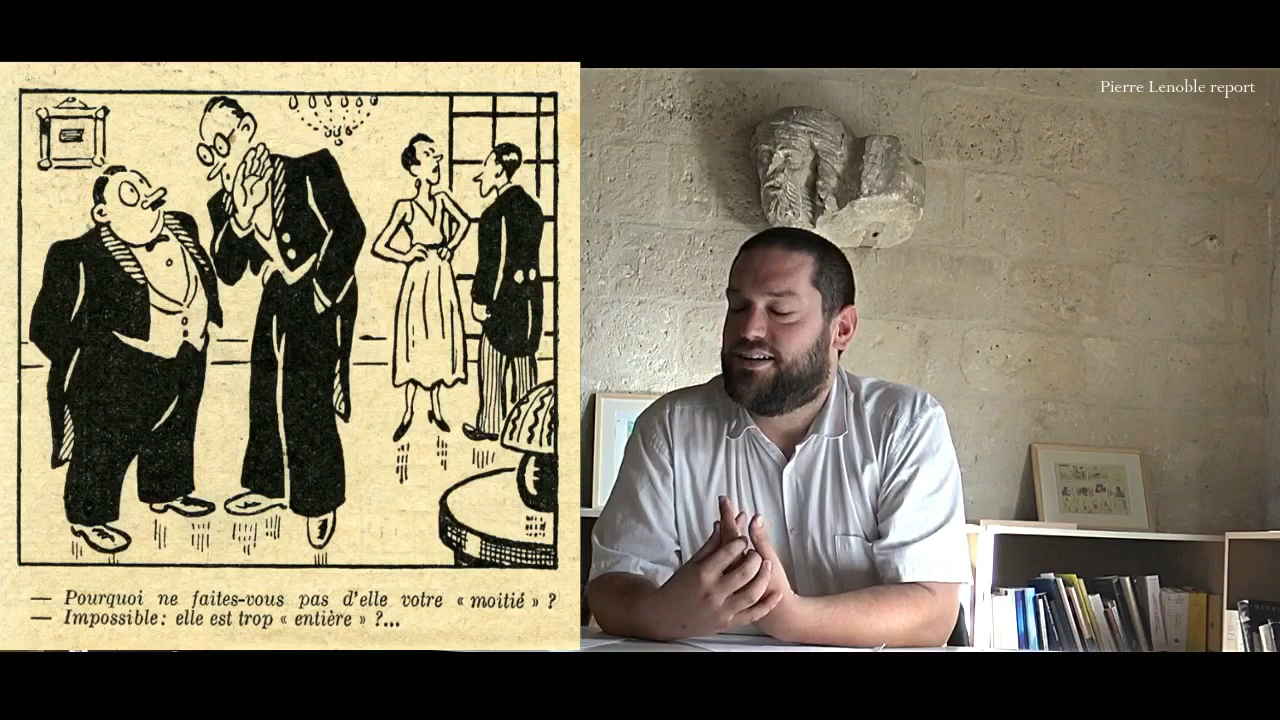 Pierre Lenoble report
— Pourquoi ne faites-vous pas d'elle votre « moitié » ?
— Impossible : elle est trop « entière » ?...